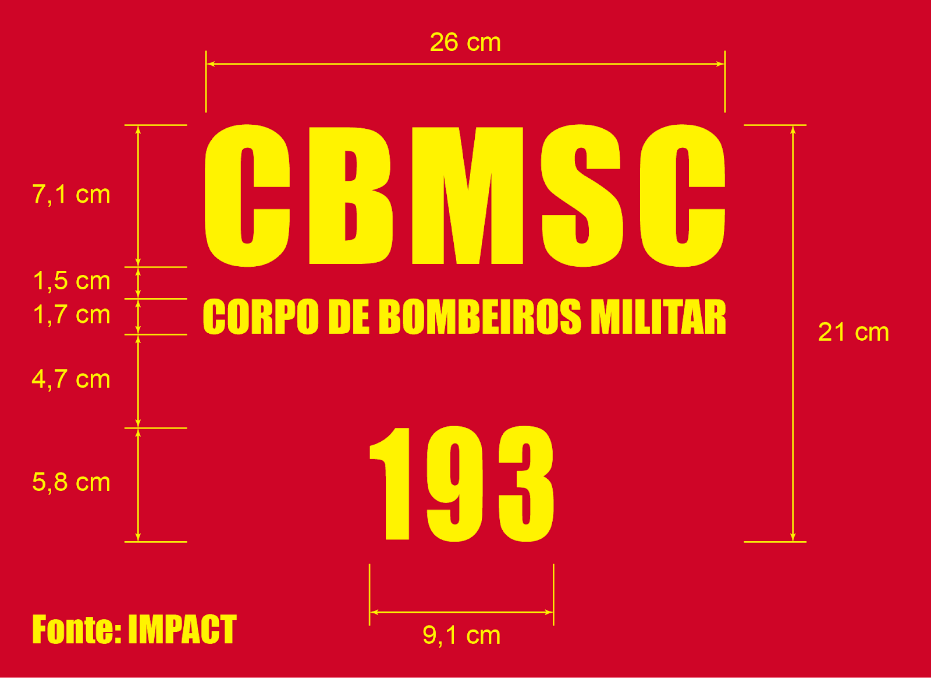 26 cm
CBMSC
7,1 cm
1,5 cm
CORPO DE BOMBEIROS MILITAR
1,7 cm
21 cm
4,7 cm
193
5,8 cm
Fonte: IMPACT
9,1 cm